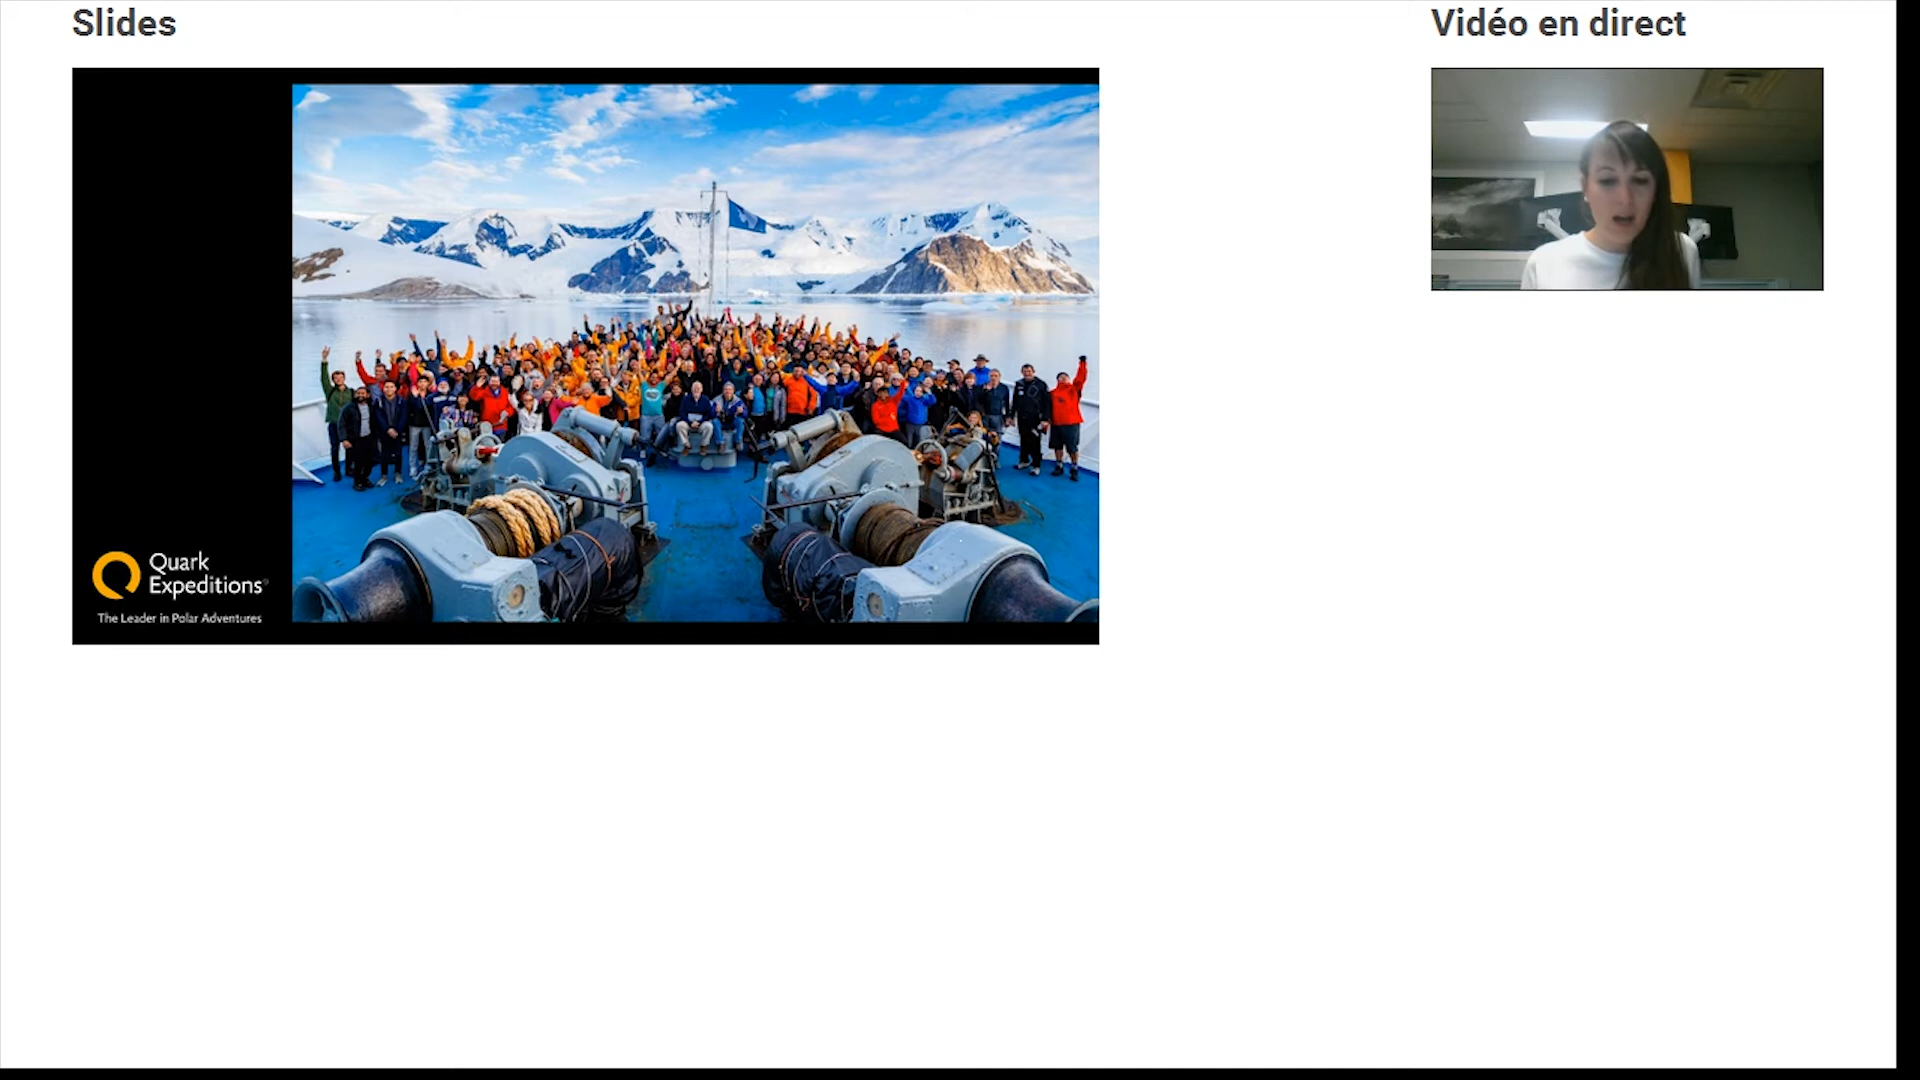 Slides
Vidéo en direct
Quark
Expeditions
The Leader in Polar Adventures